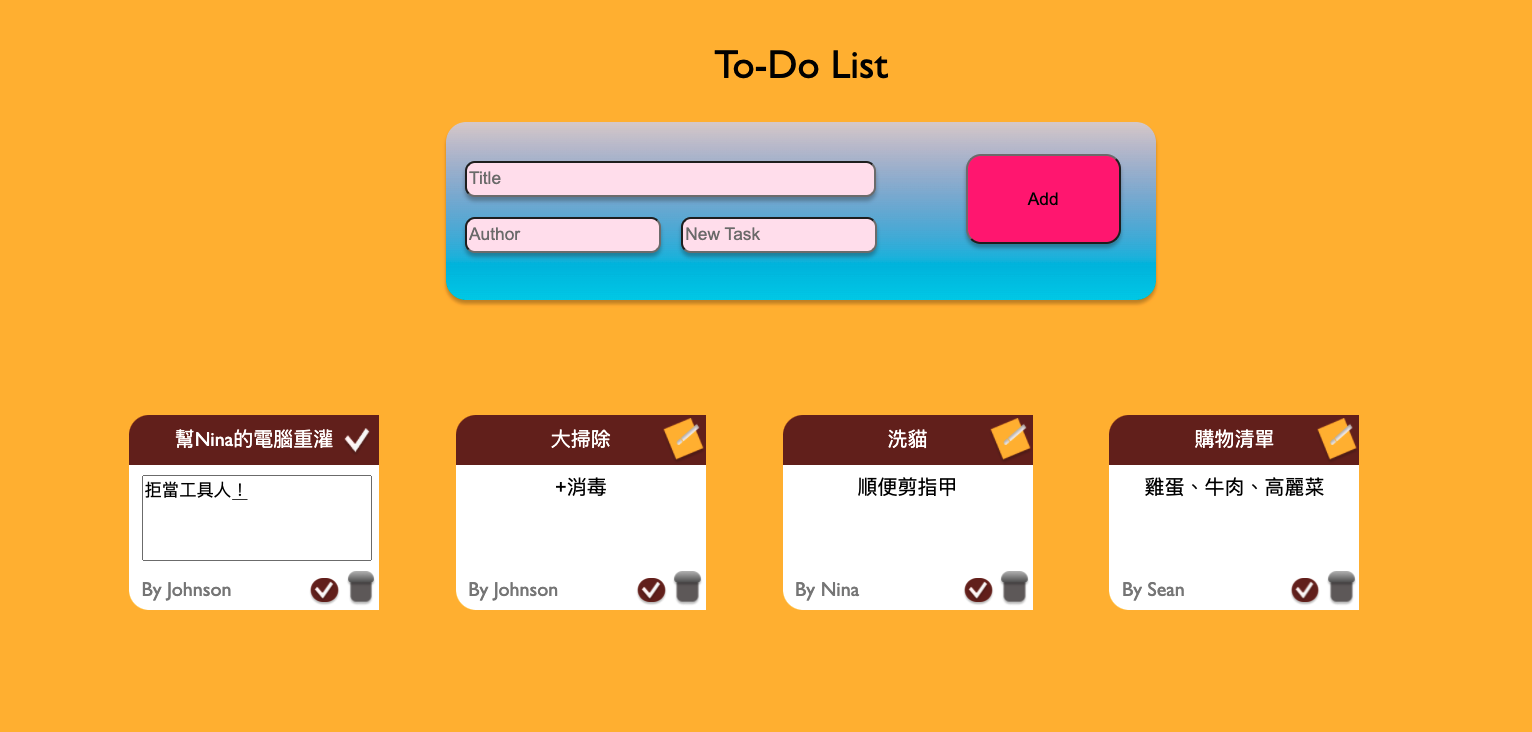 To-Do List
Title
Add
Author
New Task
幫Nina的電腦重灌
拒當工具人！
By Johnson
大掃除
+消毒
By Johnson
洗貓
順便剪指甲
By Nina
購物清單
雞蛋、牛肉、高麗菜
By Sean